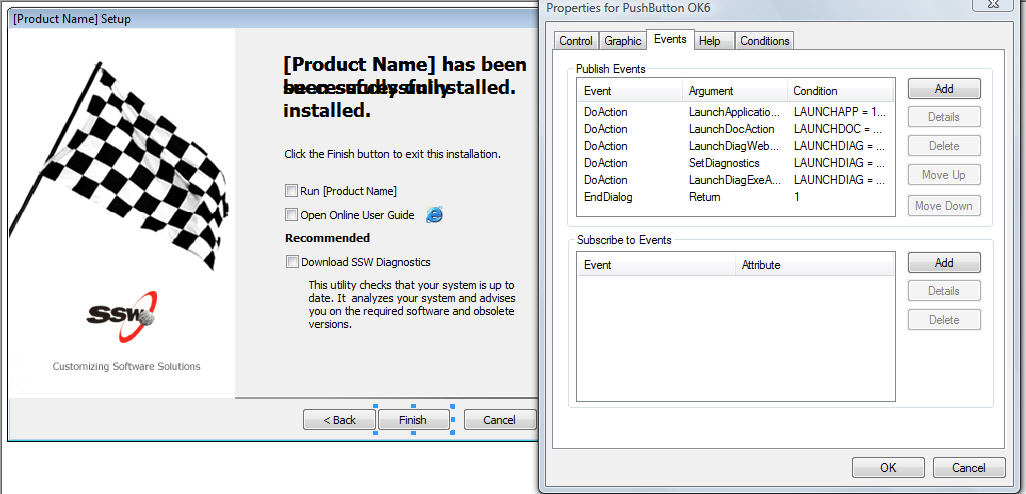 [Product Name] Setup
[Product Name] has been
successfully installed.
installed.
Click the Finish button to exit this installation.
Run [Product Name]
Open Online User Guide
Recommended
Download SSW Diagnostics
This utility checks that your system is up to
date. It analyzes your system and advises
you on the required software and obsolete
versions.
SSW
Customizing Software Solutions
< Back
Finish
Cancel
Properties for PushButton OK6
Control
Graphic
Events
Help
Conditions
Publish Events
Event Argument Condition
DoAction LaunchApplicatio... LAUNCHAPP = 1...
DoAction LaunchDocAction LAUNCHDOC = ...
DoAction LaunchDiagWeb... LAUNCHDIAG = ...
DoAction SetDiagnostics LAUNCHDIAG = ...
DoAction LaunchDiagExeA... LAUNCHDIAG = ...
EndDialog Return 1
Add
Details
Delete
Move Up
Move Down
Subscribe to Events
Event Attribute
Add
Details
Delete
OK
Cancel